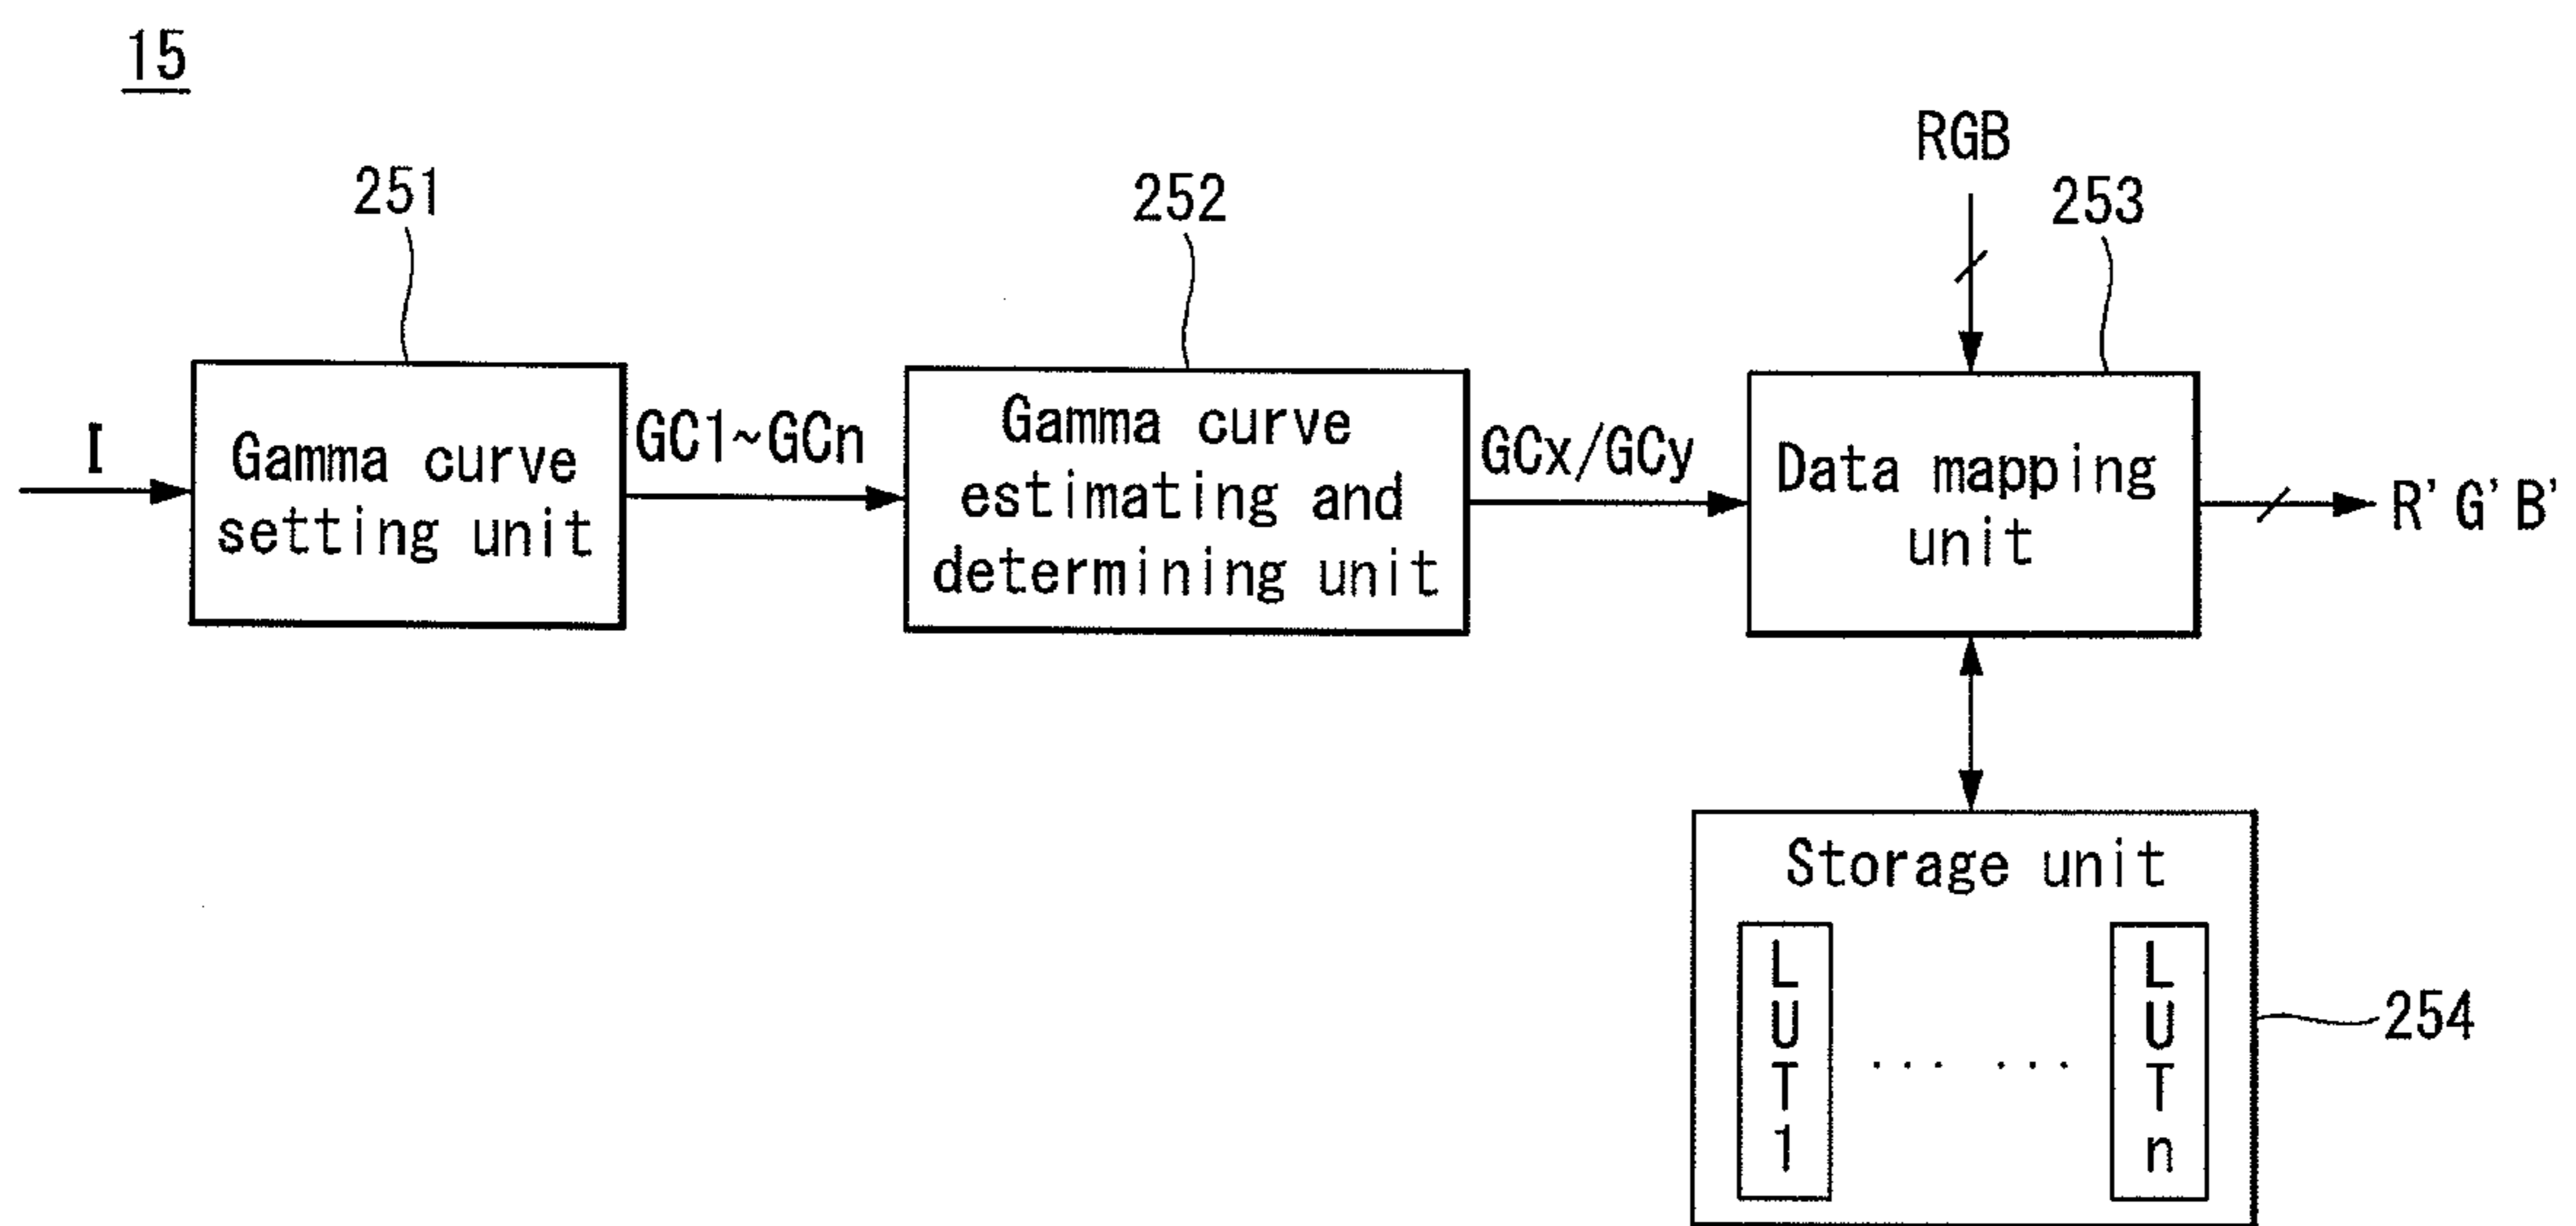 15
RGB
251
252
253
I
Gamma curve
setting unit
GC1~GCn
Gamma curve
estimating and
determining unit
GCx/GCy
Data mapping
unit
R'G'B'
Storage unit
LUT1
... ...
LUTn
254